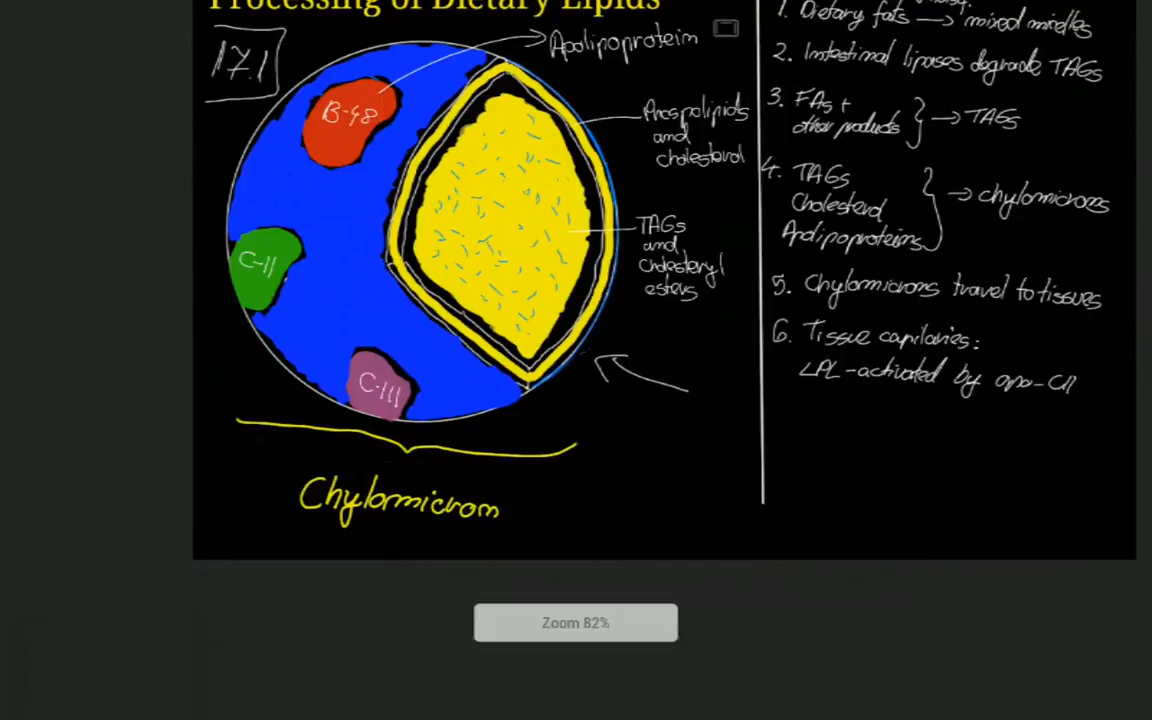 Processing of Dietary Lipids
17.1
B-48
C-II
C-III
Apolipoprotein
Phospolipids
and
cholesterol
TAGs
and
Cholesteryl
esters
Chylomicron
1. Dietary fats → mixed micelles
2. Intestinal lipases degrade TAGs
3. FAs +
other products } → TAGs
4. TAGs
Cholesterol
Apolipoproteins } → chylomicrons
5. Chylomicrons travel to tissues
6. Tissue capilaries:
LPL-activated by apo-CII
Zoom 82%